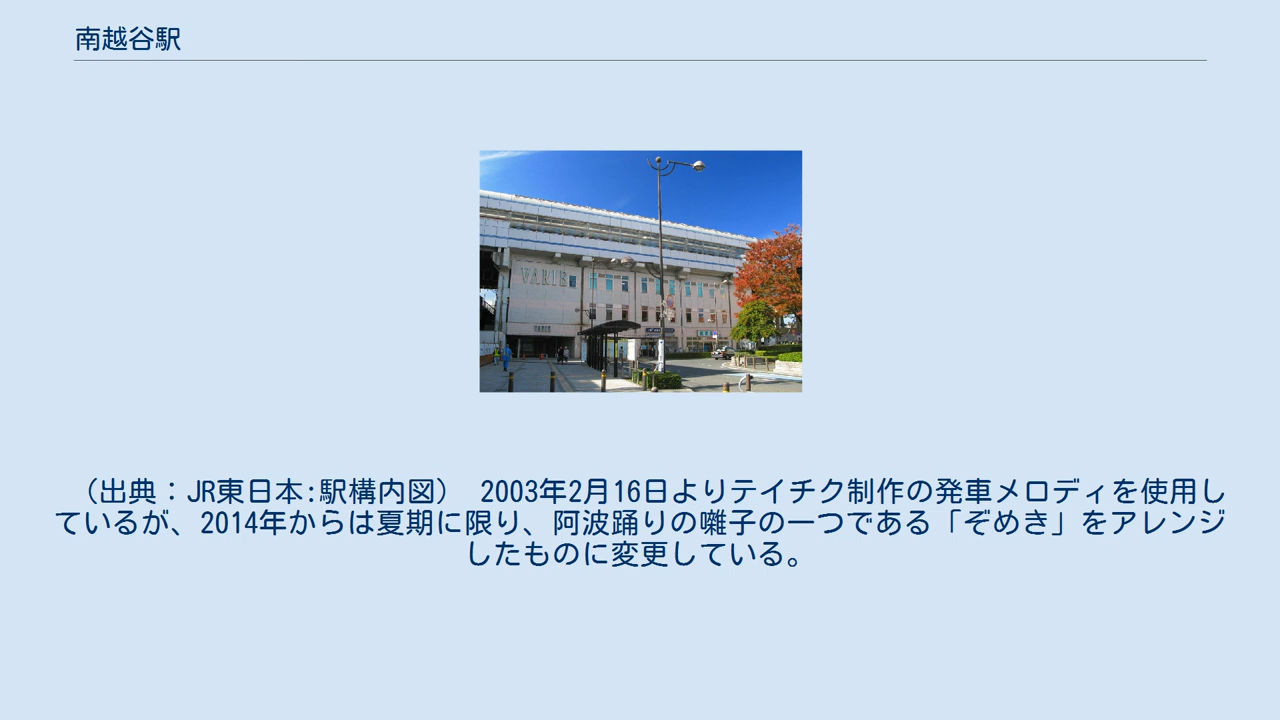 南越谷駅
VARIE
VARIE
（出典：JR東日本:駅構内図） 2003年2月16日よりテイチク制作の発車メロディを使用し
ているが、2014年からは夏期に限り、阿波踊りの囃子の一つである「ぞめき」をアレンジ
したものに変更している。